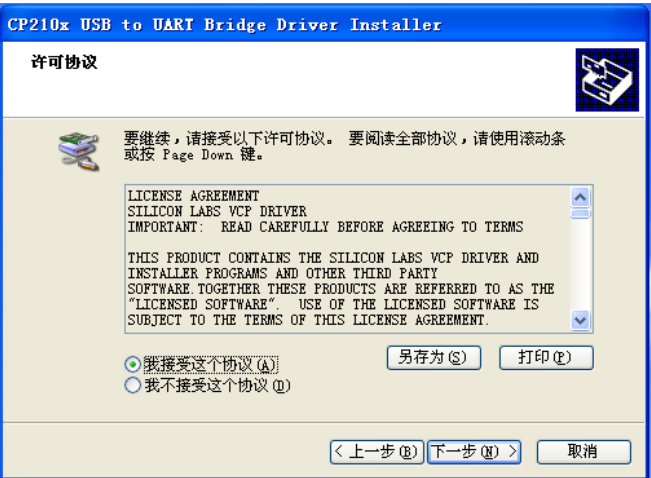 CP210x USB to UART Bridge Driver Installer
许可协议
要继续，请接受以下许可协议。 要阅读全部协议，请使用滚动条
或按 Page Down 键。
LICENSE AGREEMENT
SILICON LABS VCP DRIVER
IMPORTANT:  READ CAREFULLY BEFORE AGREEING TO TERMS
THIS PRODUCT CONTAINS THE SILICON LABS VCP DRIVER AND
INSTALLER PROGRAMS AND OTHER THIRD PARTY
SOFTWARE.TOGETHER THESE PRODUCTS ARE REFERRED TO AS THE
"LICENSED SOFTWARE".  USE OF THE LICENSED SOFTWARE IS
SUBJECT TO THE TERMS OF THIS LICENSE AGREEMENT.
我接受这个协议(A)
另存为(S) 打印(P)
我不接受这个协议(D)
< 上一步(B) 下一步(N) > 取消